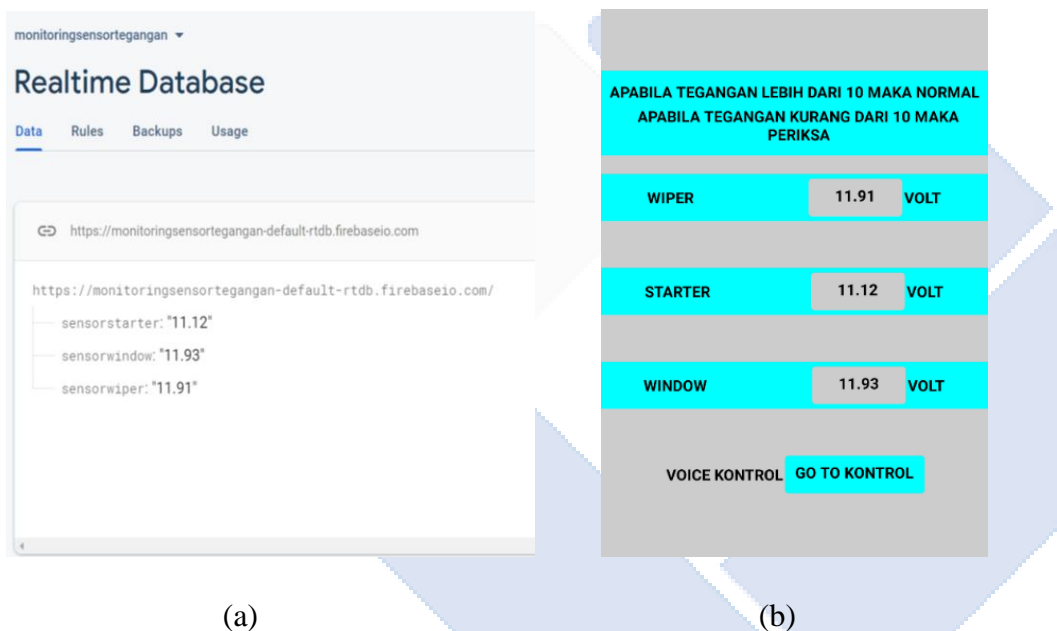 monitoringsensortegangan
Realtime Database
Data Rules Backups Usage
https://monitoringsensortegangan-default-rtdb.firebaseio.com
https://monitoringsensortegangan-default-rtdb.firebaseio.com/
sensorstarter: "11.12"
sensorwindow: "11.93"
sensorwiper: "11.91"
(a)
APABILA TEGANGAN LEBIH DARI 10 MAKA NORMAL
APABILA TEGANGAN KURANG DARI 10 MAKA
PERIKSA
WIPER 11.91 VOLT
STARTER 11.12 VOLT
WINDOW 11.93 VOLT
VOICE KONTROL GO TO KONTROL
(b)